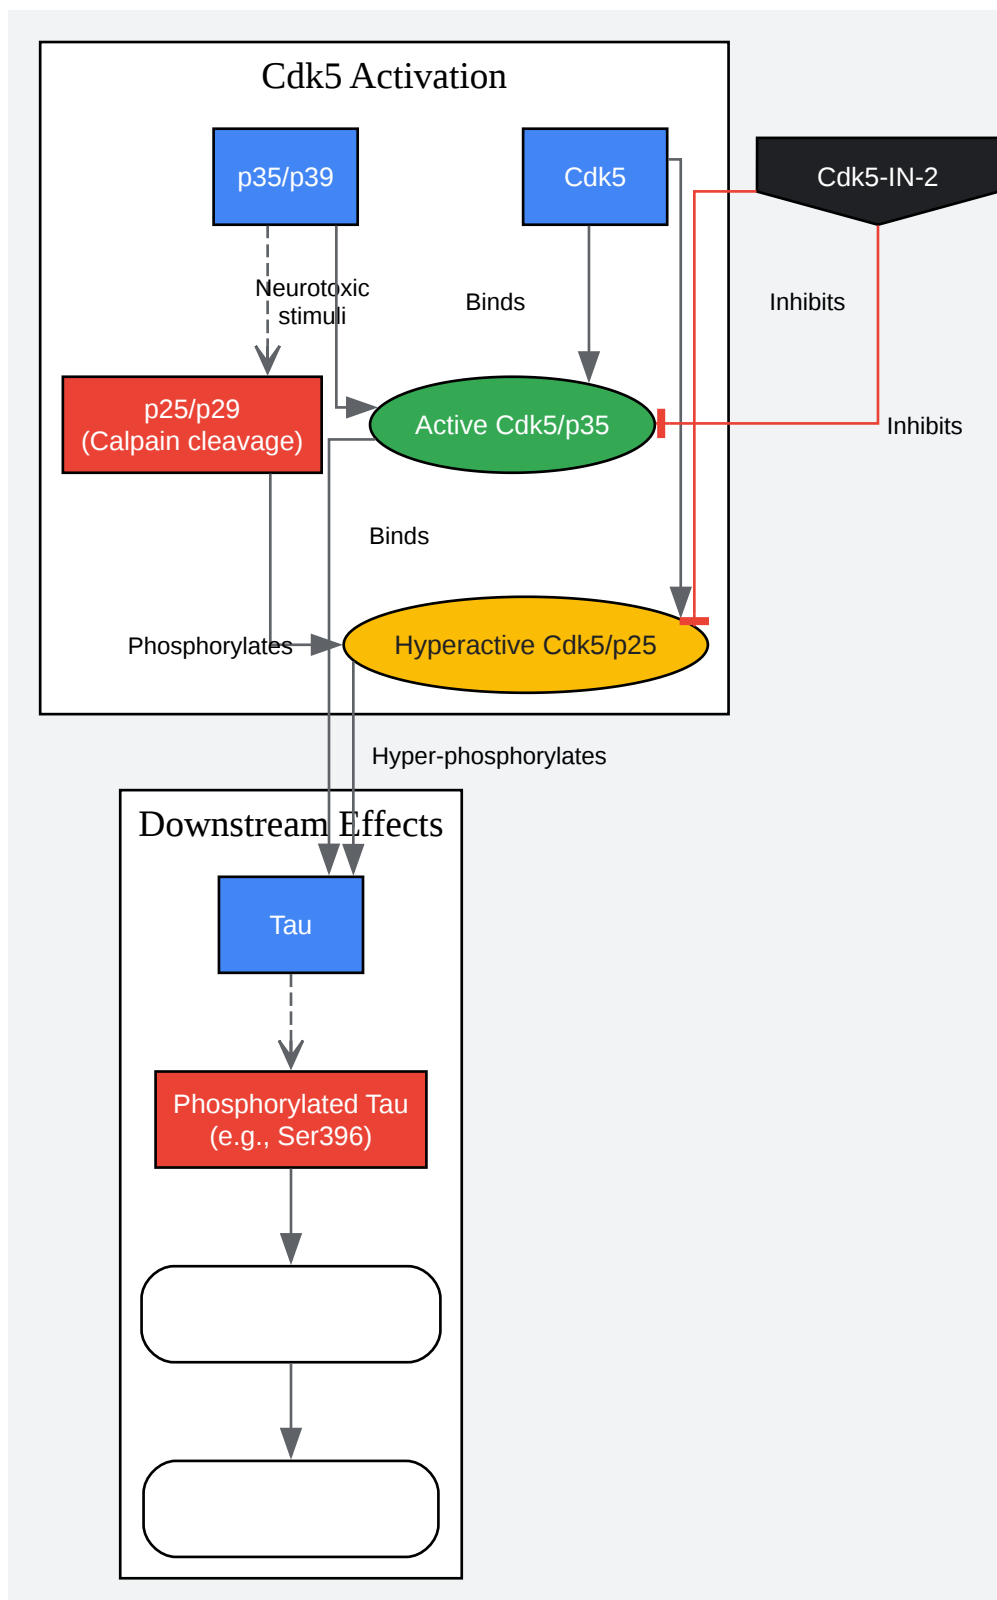 Cdk5 Activation
p35/p39
Cdk5
Cdk5-IN-2
Neurotoxic
stimuli
Binds
Inhibits
p25/p29
(Calpain cleavage)
Active Cdk5/p35
Inhibits
Binds
Phosphorylates
Hyperactive Cdk5/p25
Hyper-phosphorylates
Downstream Effects
Tau
Phosphorylated Tau
(e.g., Ser396)